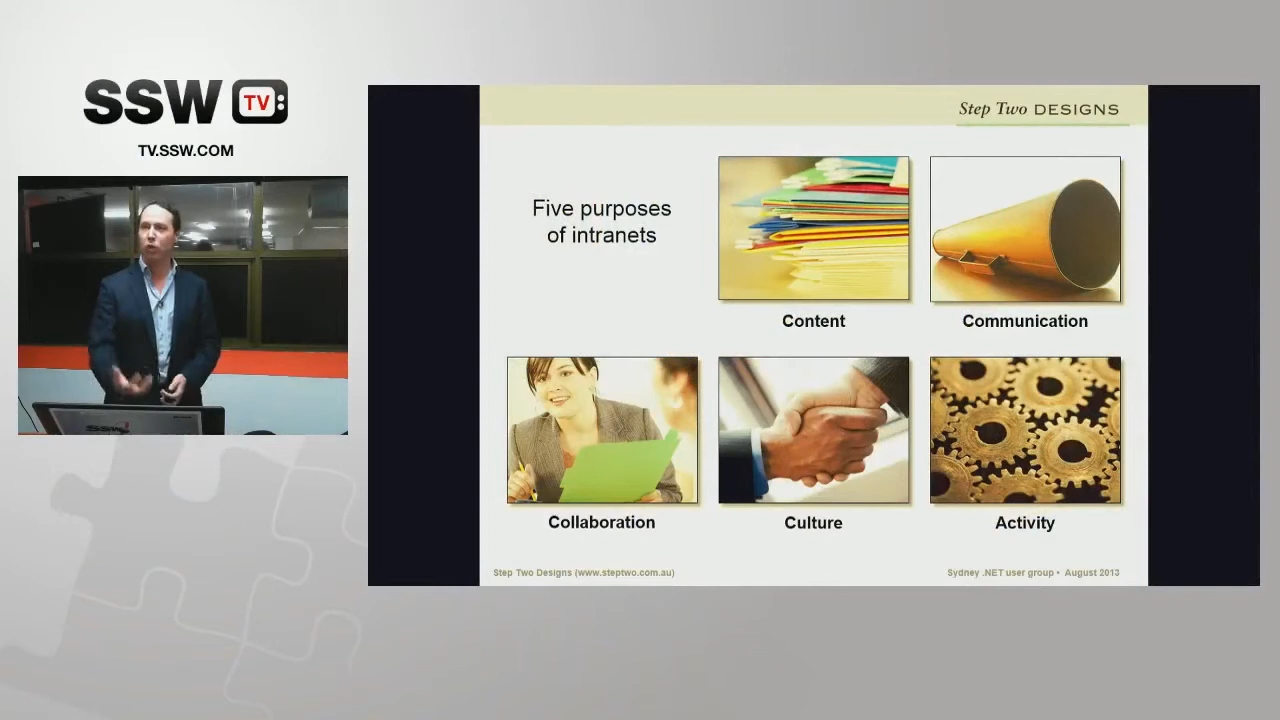 SSW TV
TV.SSW.COM
Step Two DESIGNS
Five purposes
of intranets
Content
Communication
Collaboration
Culture
Activity
Step Two Designs (www.steptwo.com.au)
Sydney .NET user group • August 2013
SSW